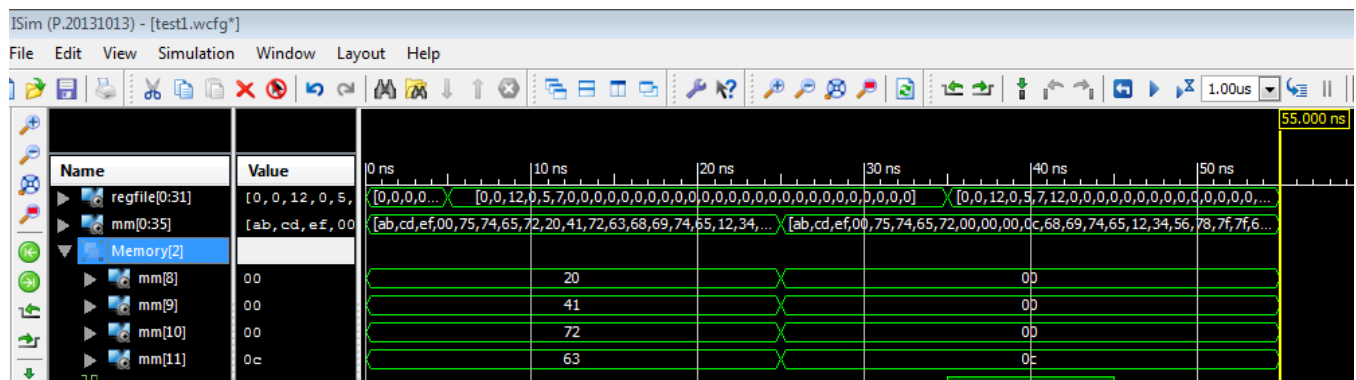 ISim (P.20131013) - [test1.wcfg*]
File Edit View Simulation Window Layout Help
1.00us
55.000 ns
Name Value 0 ns 10 ns 20 ns 30 ns 40 ns 50 ns
regfile[0:31] [0,0,12,0,5, [0,0,0,0... [0,0,12,0,5,7,0,0,0,0,0,0,0,0,0,0,0,0,0,0,0,0,0,0,0,0,0,0,0,0,0,0] [0,0,12,0,5,7,12,0,0,0,0,0,0,0,0,0,0,0,0,0,...
mm[0:35] [ab,cd,ef,00 [ab,cd,ef,00,75,74,65,72,20,41,72,63,68,69,74,65,12,34,... [ab,cd,ef,00,75,74,65,72,00,00,00,0c,68,69,74,65,12,34,56,78,7f,7f,6...
Memory[2]
mm[8] 00 20 00
mm[9] 00 41 00
mm[10] 00 72 00
mm[11] 0c 63 0c